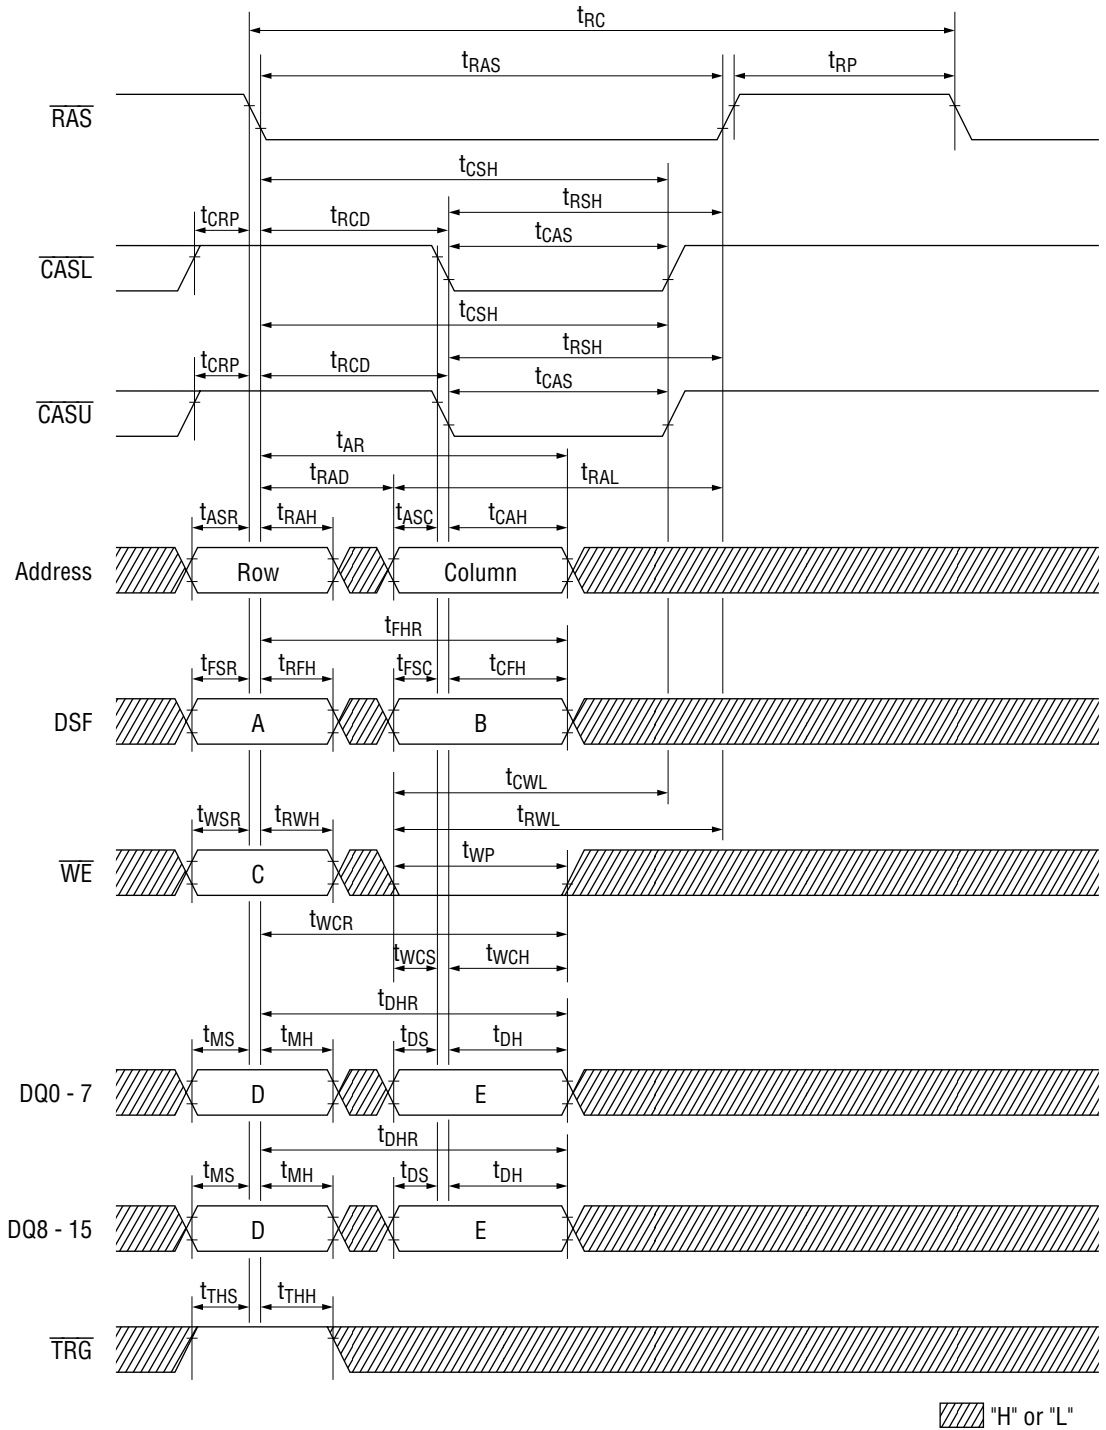 tRC
tRAS tRP
RAS
tCSH
tRSH
tCRP tRCD tCAS
CASL
tCSH
tRSH
tCRP tRCD tCAS
CASU
tAR
tRAD tRAL
tASR tRAH tASC tCAH
Address Row Column
tFHR
tFSR tRFH tFSC tCFH
DSF A B
tCWL
tWSR tRWH tRWL
tWP
WE C
tWCR
tWCS tWCH
tDHR
tMS tMH tDS tDH
DQ0 - 7 D E
tDHR
tMS tMH tDS tDH
DQ8 - 15 D E
tTHS tTHH
TRG
"H" or "L"